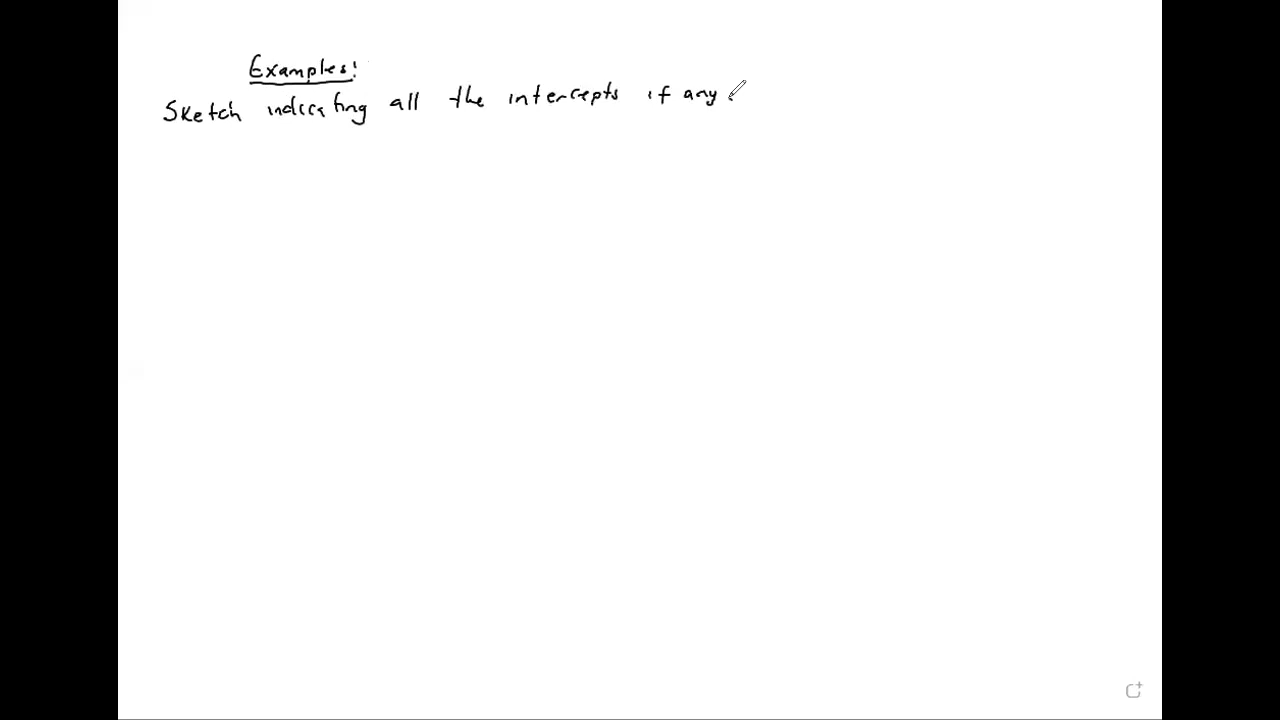 Examples:
Sketch indicating all the intercepts if any: